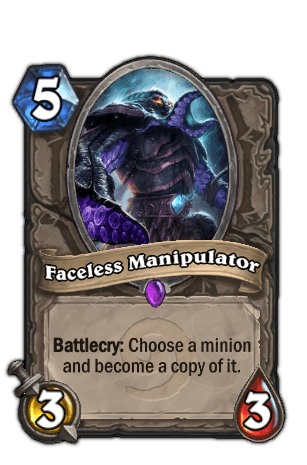 5
Faceless Manipulator
Battlecry: Choose a minion
and become a copy of it.
3
3